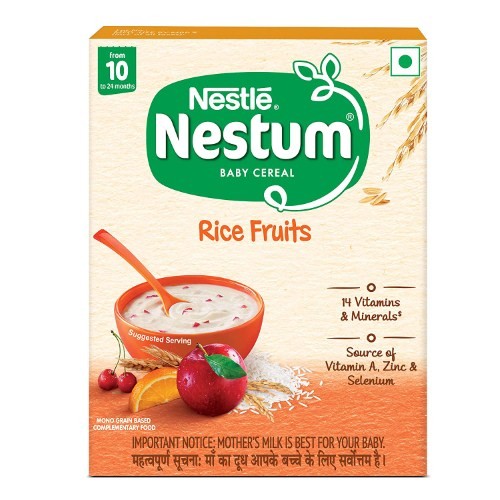 from
10
to 24 months
Nestlé®
Nestum®
BABY CEREAL
Rice Fruits
14 Vitamins
& Minerals$
Source of
Vitamin A, Zinc &
Selenium
Suggested Serving
MONO GRAIN BASED
COMPLEMENTARY FOOD
IMPORTANT NOTICE: MOTHER'S MILK IS BEST FOR YOUR BABY.
महत्वपूर्ण सूचना: माँ का दूध आपके बच्चे के लिए सर्वोत्तम है।